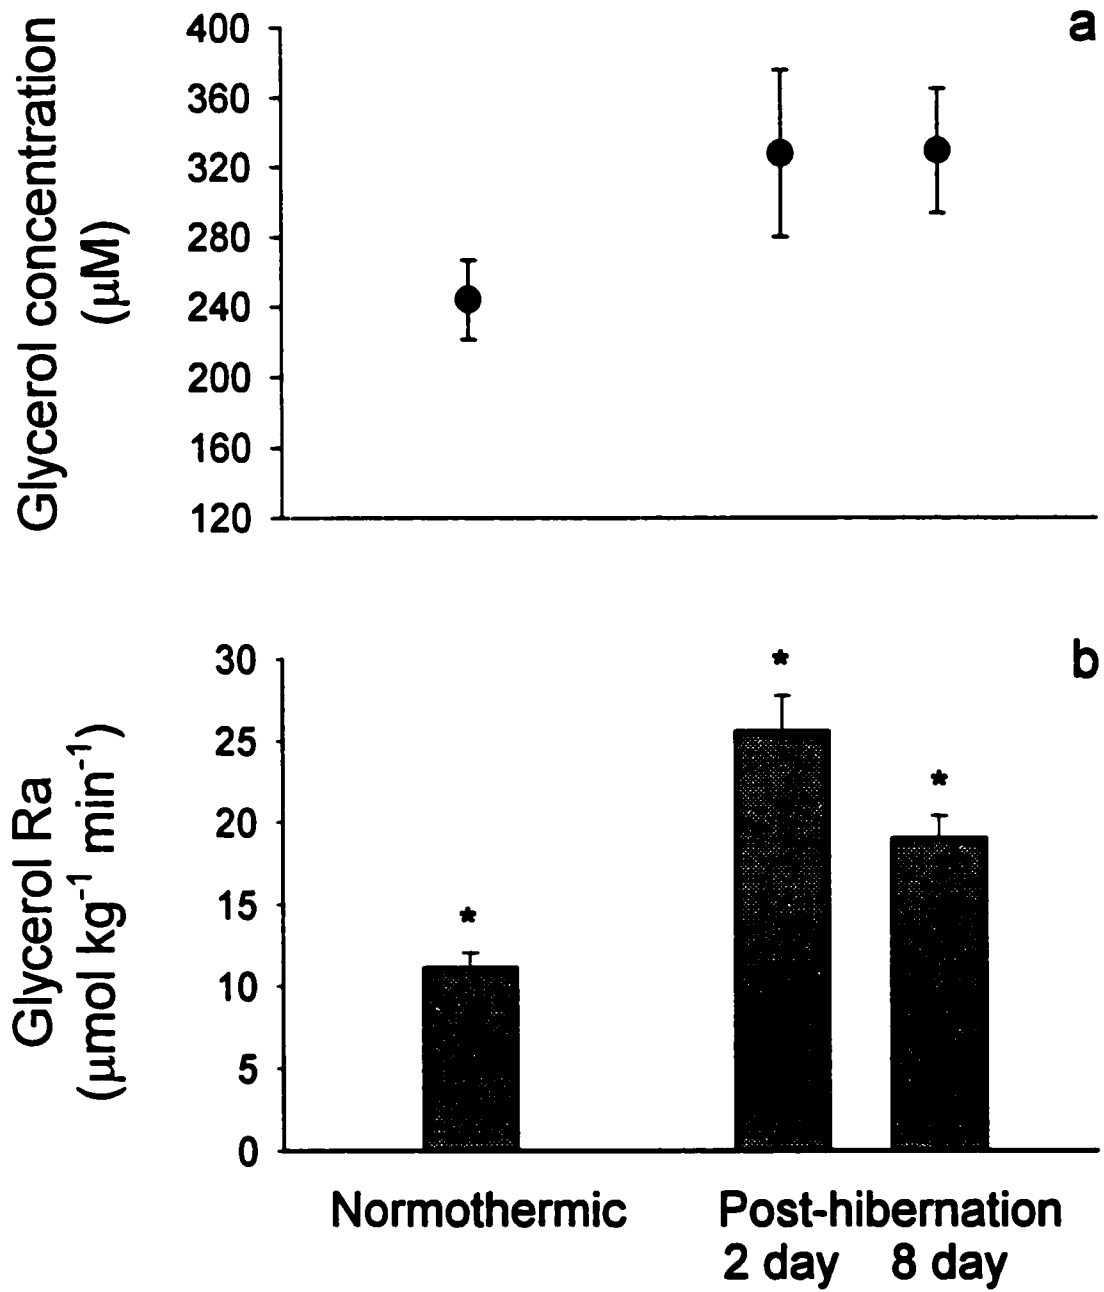 a
Glycerol concentration
(μM)
400
360
320
280
240
200
160
120
b
Glycerol Ra
(μmol kg⁻¹ min⁻¹)
30
25
20
15
10
5
0
*
*
*
Normothermic
Post-hibernation
2 day 8 day